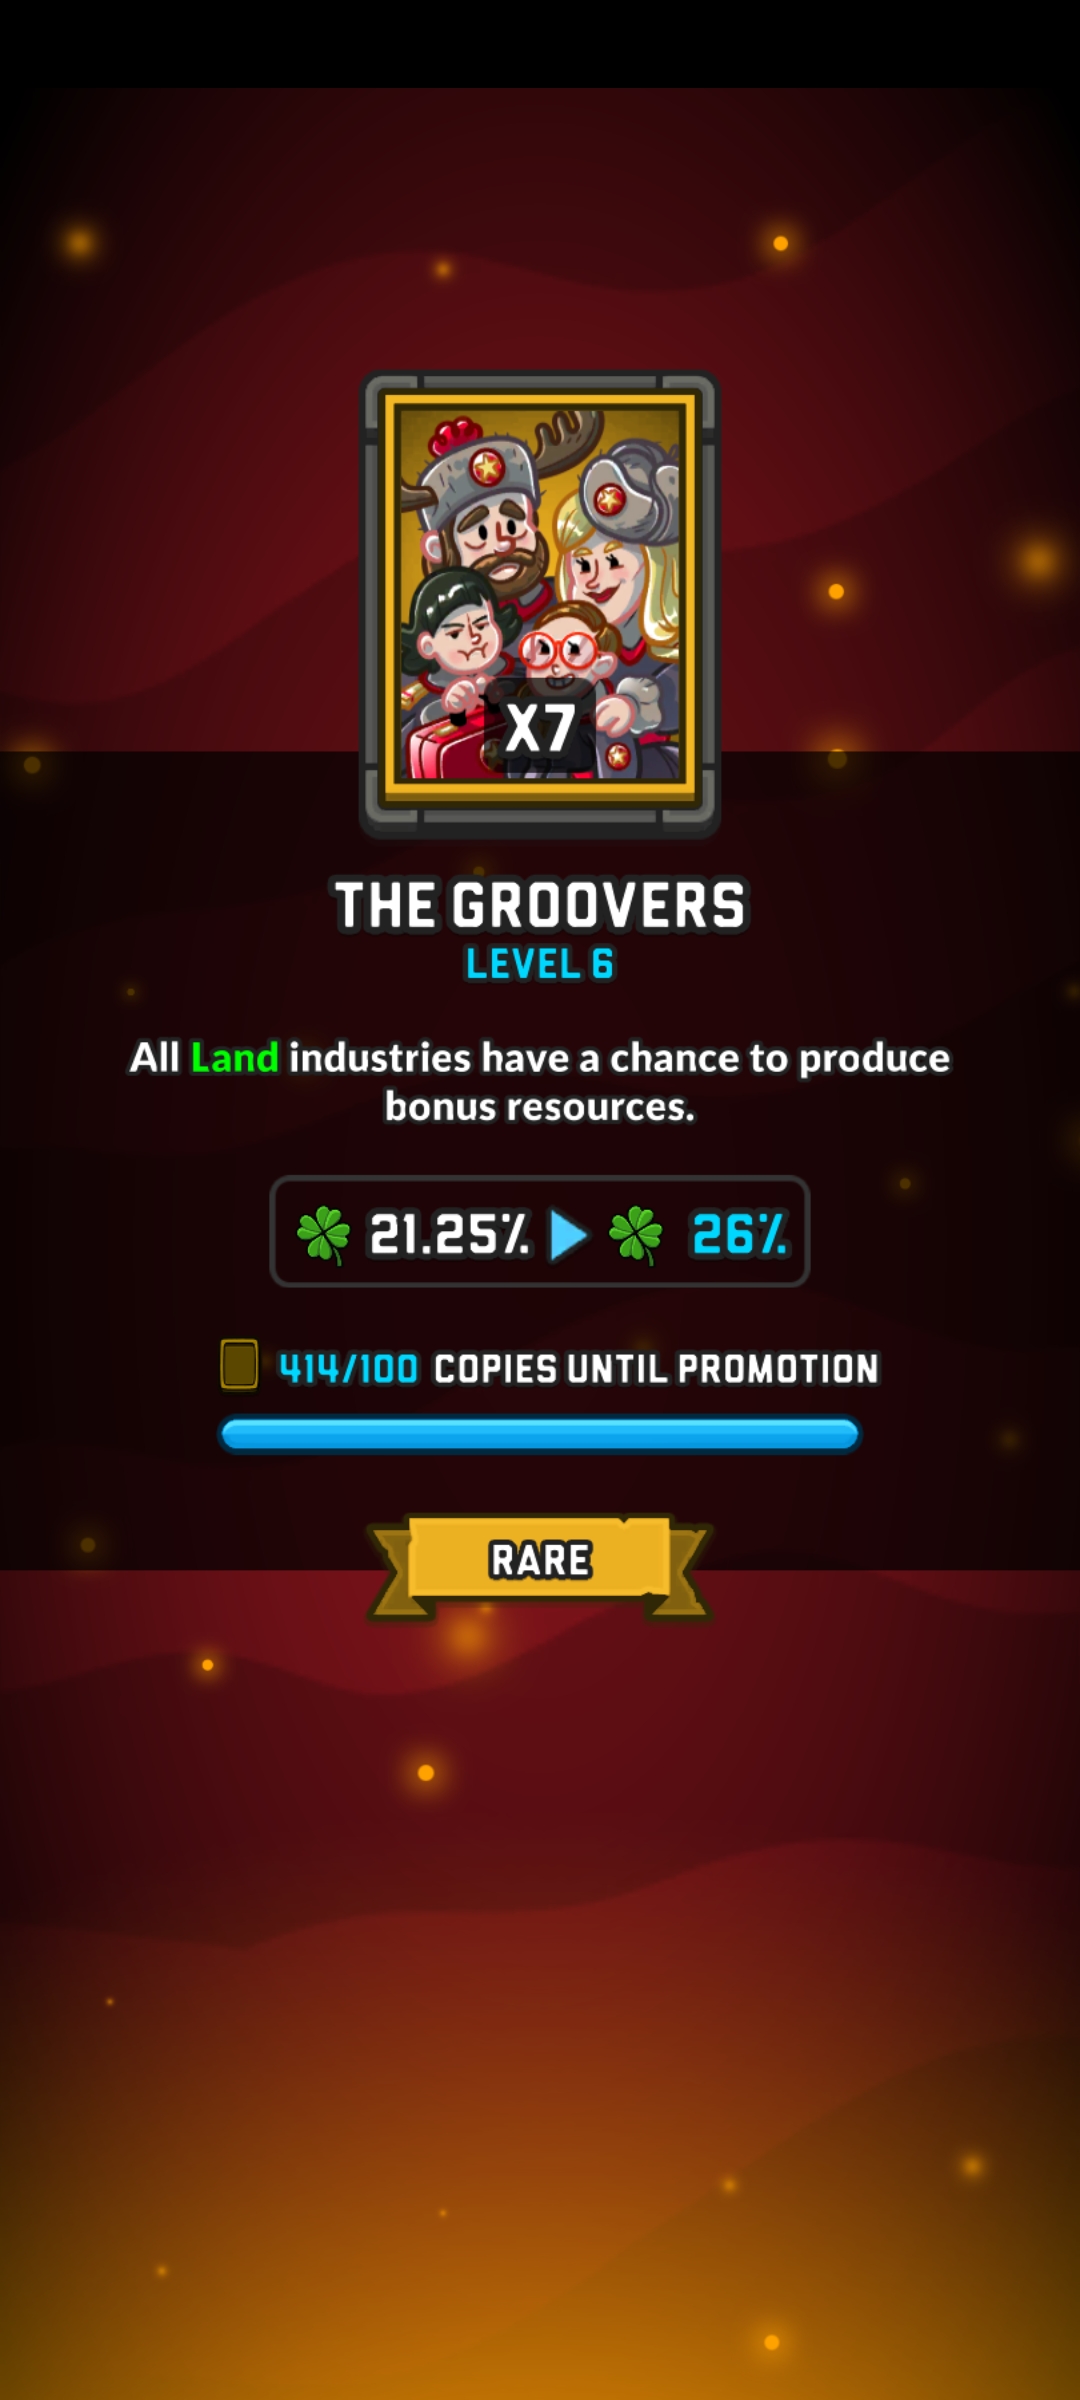 X7
THE GROOVERS
LEVEL 6
All Land industries have a chance to produce
bonus resources.
21.25% 26%
414/100 COPIES UNTIL PROMOTION
RARE